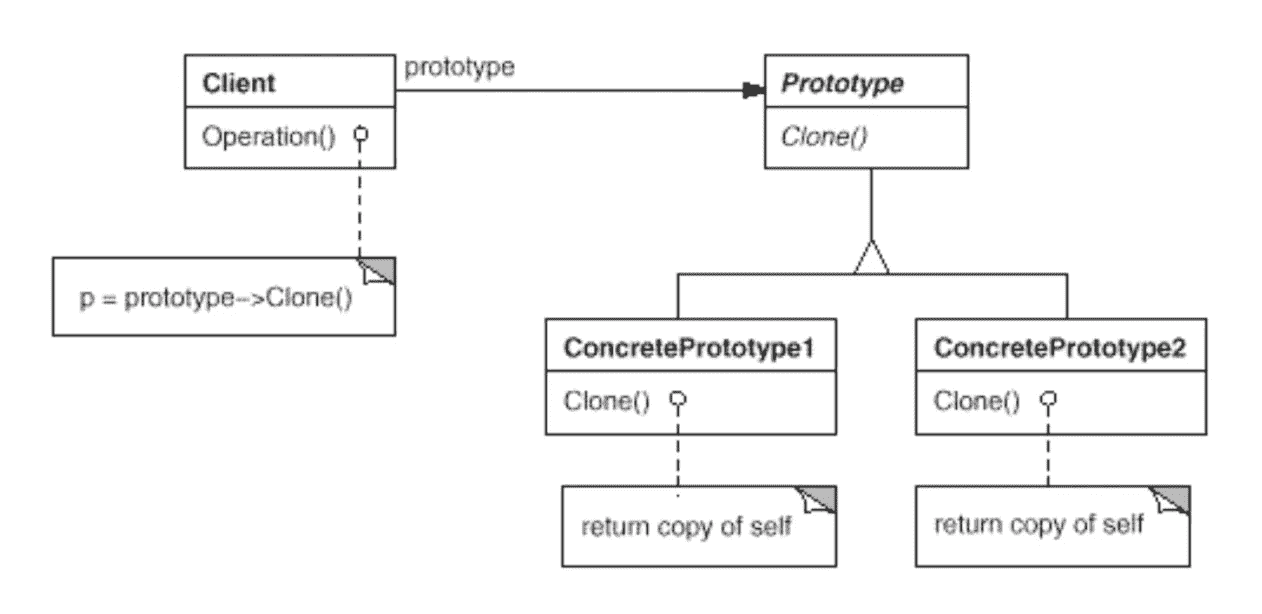 Client
prototype
Prototype
Operation()
Clone()
p = prototype->Clone()
ConcretePrototype1
ConcretePrototype2
Clone()
Clone()
return copy of self
return copy of self